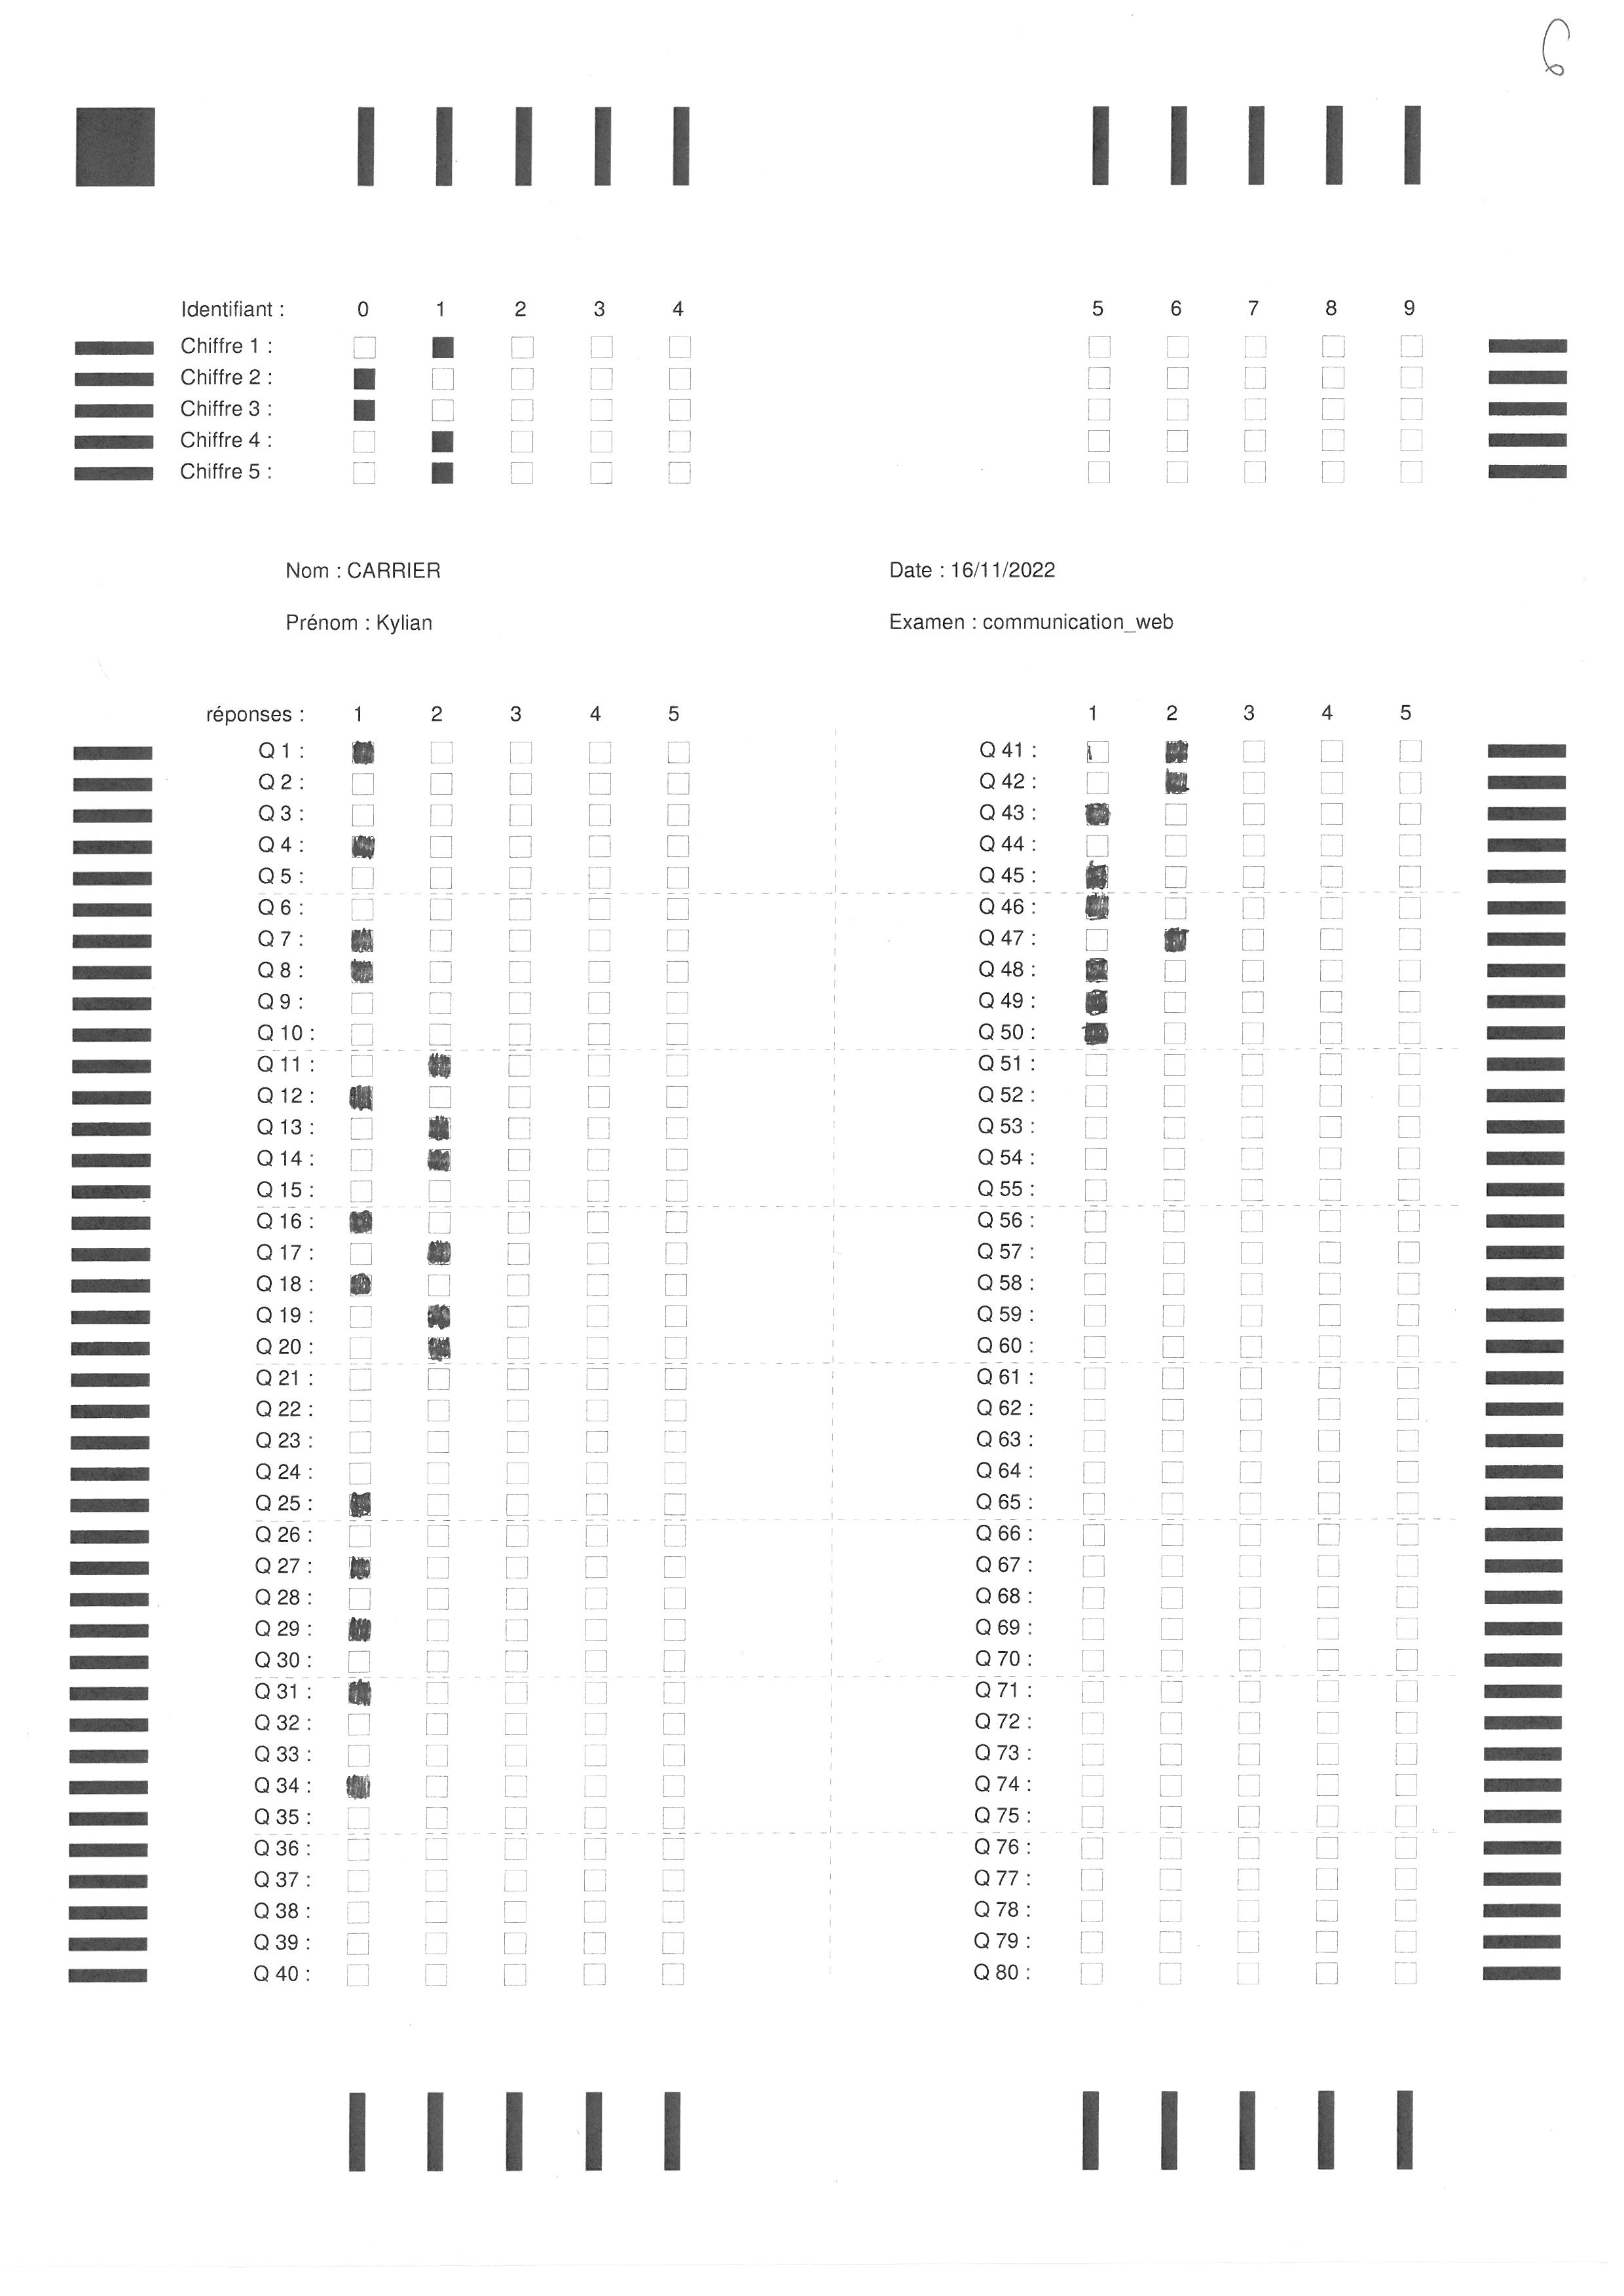 6
Identifiant : 0 1 2 3 4 5 6 7 8 9
Chiffre 1 :
Chiffre 2 :
Chiffre 3 :
Chiffre 4 :
Chiffre 5 :
Nom : CARRIER Date : 16/11/2022
Prénom : Kylian Examen : communication_web
réponses : 1 2 3 4 5 1 2 3 4 5
Q 1 : Q 41 :
Q 2 : Q 42 :
Q 3 : Q 43 :
Q 4 : Q 44 :
Q 5 : Q 45 :
Q 6 : Q 46 :
Q 7 : Q 47 :
Q 8 : Q 48 :
Q 9 : Q 49 :
Q 10 : Q 50 :
Q 11 : Q 51 :
Q 12 : Q 52 :
Q 13 : Q 53 :
Q 14 : Q 54 :
Q 15 : Q 55 :
Q 16 : Q 56 :
Q 17 : Q 57 :
Q 18 : Q 58 :
Q 19 : Q 59 :
Q 20 : Q 60 :
Q 21 : Q 61 :
Q 22 : Q 62 :
Q 23 : Q 63 :
Q 24 : Q 64 :
Q 25 : Q 65 :
Q 26 : Q 66 :
Q 27 : Q 67 :
Q 28 : Q 68 :
Q 29 : Q 69 :
Q 30 : Q 70 :
Q 31 : Q 71 :
Q 32 : Q 72 :
Q 33 : Q 73 :
Q 34 : Q 74 :
Q 35 : Q 75 :
Q 36 : Q 76 :
Q 37 : Q 77 :
Q 38 : Q 78 :
Q 39 : Q 79 :
Q 40 : Q 80 :